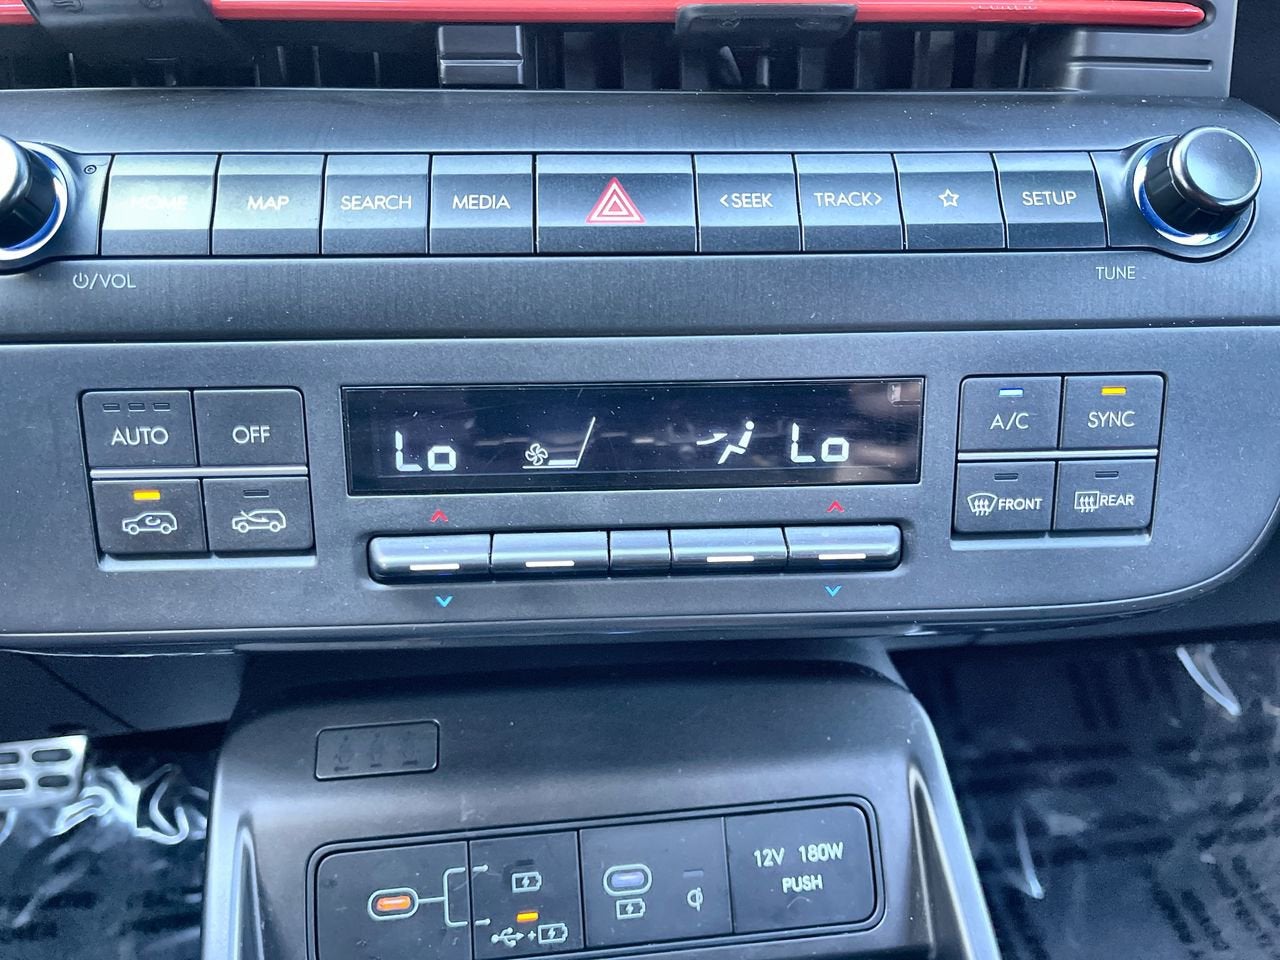 HOME
MAP
SEARCH
MEDIA
<SEEK
TRACK>
SETUP
/VOL
TUNE
AUTO
OFF
Lo
Lo
A/C
SYNC
FRONT
REAR
12V 180W
PUSH